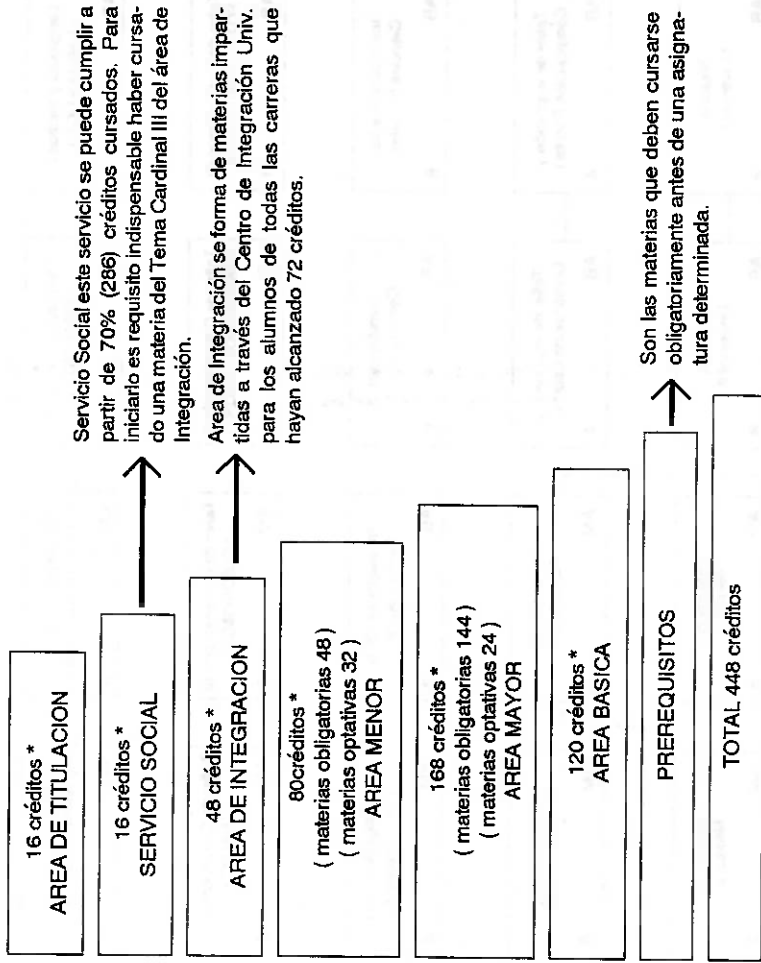 16 créditos *
AREA DE TITULACION
16 créditos *
SERVICIO SOCIAL
Servicio Social este servicio se puede cumplir a
partir de 70% (286) créditos cursados. Para
iniciarlo es requisito indispensable haber cursa-
do una materia del Tema Cardinal III del área de
Integración.
48 créditos *
AREA DE INTEGRACION
Area de Integración se forma de materias impar-
tidas a través del Centro de Integración Univ.
para los alumnos de todas las carreras que
hayan alcanzado 72 créditos.
80créditos *
( materias obligatorias 48 )
( materias optativas 32 )
AREA MENOR
168 créditos *
( materias obligatorias 144 )
( materias optativas 24 )
AREA MAYOR
120 créditos *
AREA BASICA
PREREQUISITOS
Son las materias que deben cursarse
obligatoriamente antes de una asigna-
tura determinada.
TOTAL 448 créditos